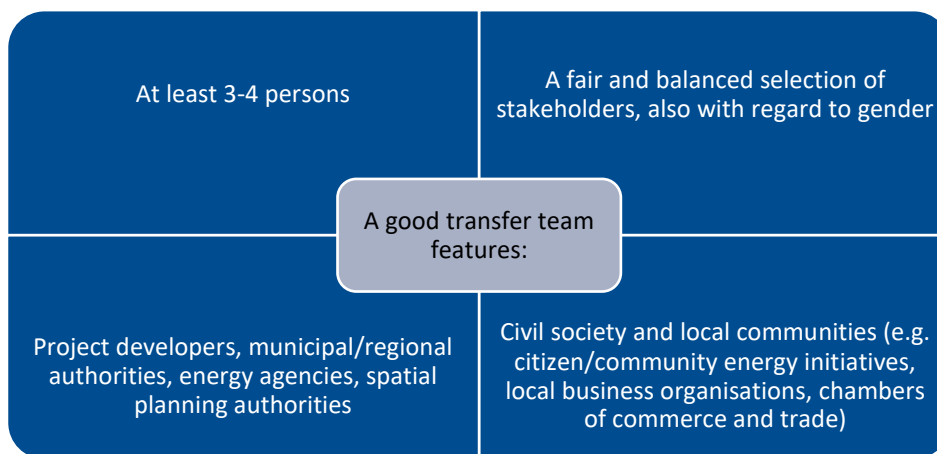 At least 3-4 persons
A fair and balanced selection of
stakeholders, also with regard to gender
A good transfer team
features:
Project developers, municipal/regional
authorities, energy agencies, spatial
planning authorities
Civil society and local communities (e.g.
citizen/community energy initiatives,
local business organisations, chambers
of commerce and trade)